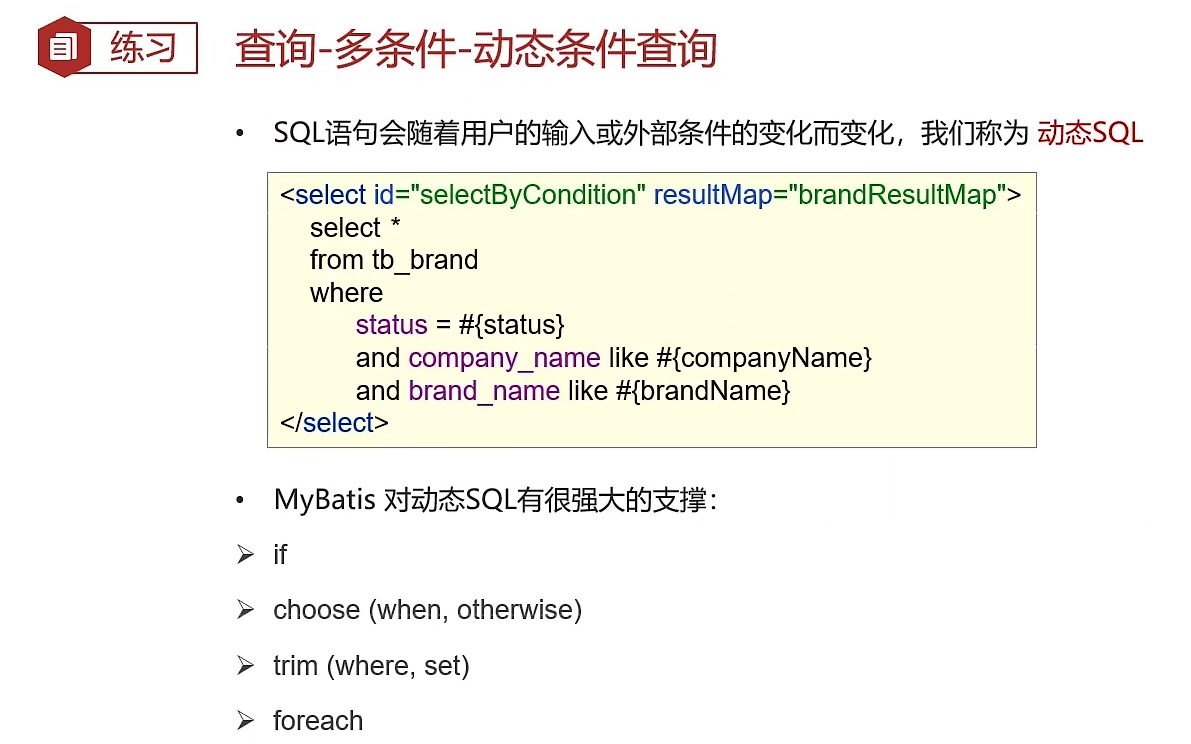 练习
查询-多条件-动态条件查询
• SQL语句会随着用户的输入或外部条件的变化而变化，我们称为 动态SQL
<select id="selectByCondition" resultMap="brandResultMap">
select *
from tb_brand
where
status = #{status}
and company_name like #{companyName}
and brand_name like #{brandName}
</select>
• MyBatis 对动态SQL有很强大的支撑：
➢ if
➢ choose (when, otherwise)
➢ trim (where, set)
➢ foreach